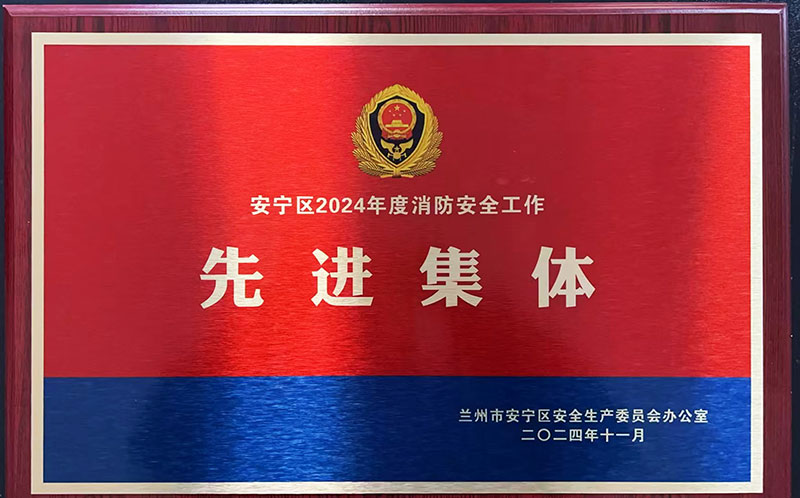 安宁区2024年度消防安全工作
先进集体
兰州市安宁区安全生产委员会办公室
二〇二四年十一月